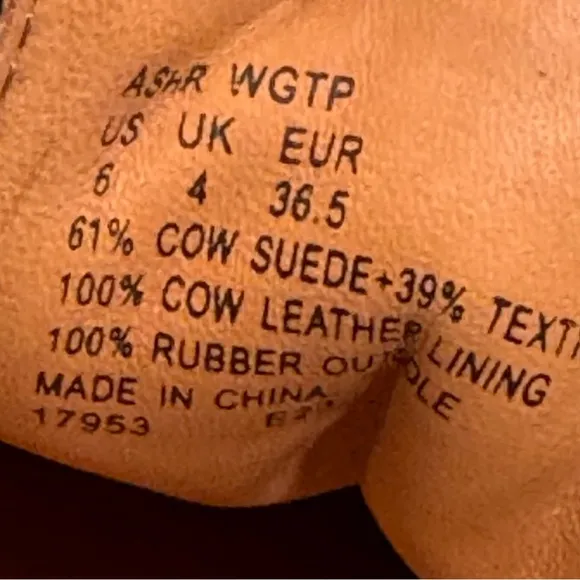 ASHR WGTP
US UK EUR
6 4 36.5
61% COW SUEDE+39% TEXTI
100% COW LEATHER LINING
100% RUBBER OUTSOLE
MADE IN CHINA
17953